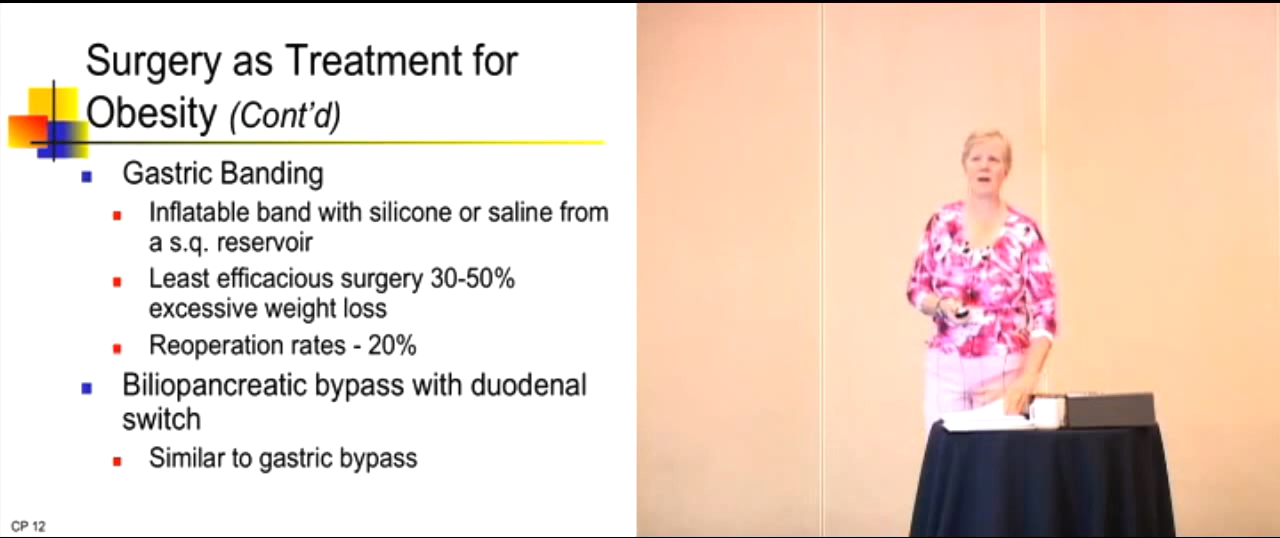 Surgery as Treatment for
Obesity (Cont'd)
Gastric Banding
Inflatable band with silicone or saline from
a s.q. reservoir
Least efficacious surgery 30-50%
excessive weight loss
Reoperation rates - 20%
Biliopancreatic bypass with duodenal
switch
Similar to gastric bypass
CP 12